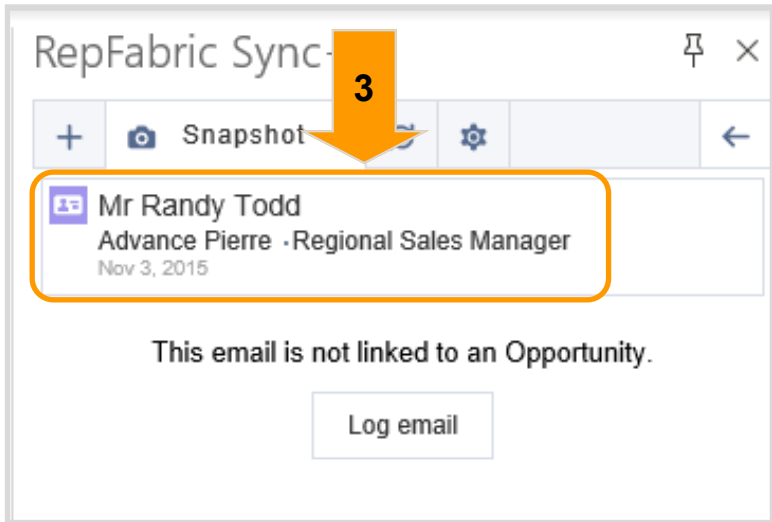 RepFabric Sync-
3
Snapshot
Mr Randy Todd
Advance Pierre ·Regional Sales Manager
Nov 3, 2015
This email is not linked to an Opportunity.
Log email